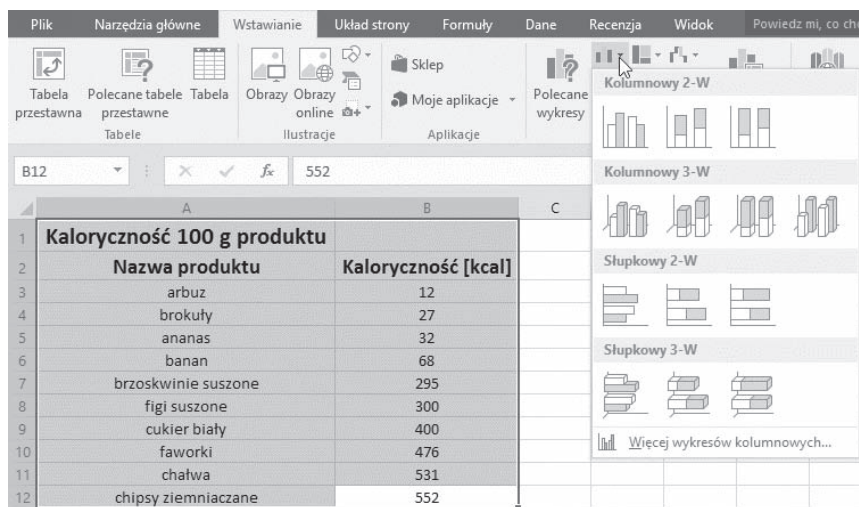 Plik Narzędzia główne Wstawianie Układ strony Formuły Dane Recenzja Widok Powiedz mi, co
Tabela przestawna
Polecane tabele przestawne
Tabela
Tabele
Obrazy
Obrazy online
Ilustracje
Sklep
Moje aplikacje
Aplikacje
Polecane wykresy
B12 fx 552
A B C
1 Kaloryczność 100 g produktu
2 Nazwa produktu Kaloryczność [kcal]
3 arbuz 12
4 brokuły 27
5 ananas 32
6 banan 68
7 brzoskwinie suszone 295
8 figi suszone 300
9 cukier biały 400
10 faworki 476
11 chałwa 531
12 chipsy ziemniaczane 552
Kolumnowy 2-W
Kolumnowy 3-W
Słupkowy 2-W
Słupkowy 3-W
Więcej wykresów kolumnowych...